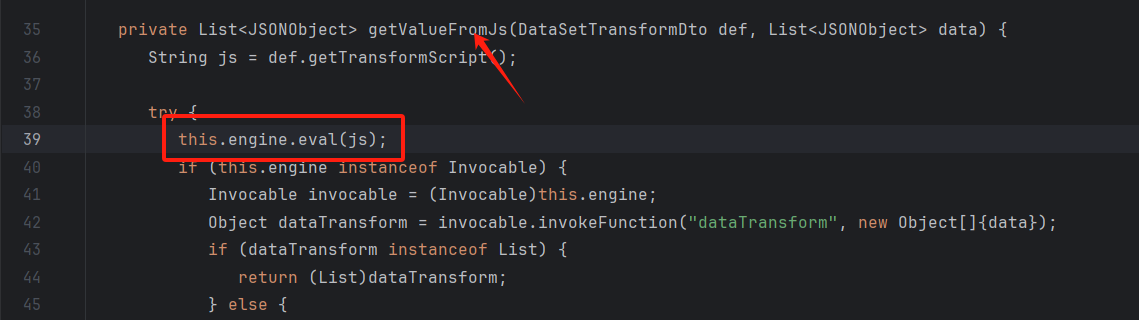 35 private List<JSONObject> getValueFromJs(DataSetTransformDto def, List<JSONObject> data) {
36 String js = def.getTransformScript();
37
38 try {
39 this.engine.eval(js);
40 if (this.engine instanceof Invocable) {
41 Invocable invocable = (Invocable)this.engine;
42 Object dataTransform = invocable.invokeFunction("dataTransform", new Object[]{data});
43 if (dataTransform instanceof List) {
44 return (List)dataTransform;
45 } else {